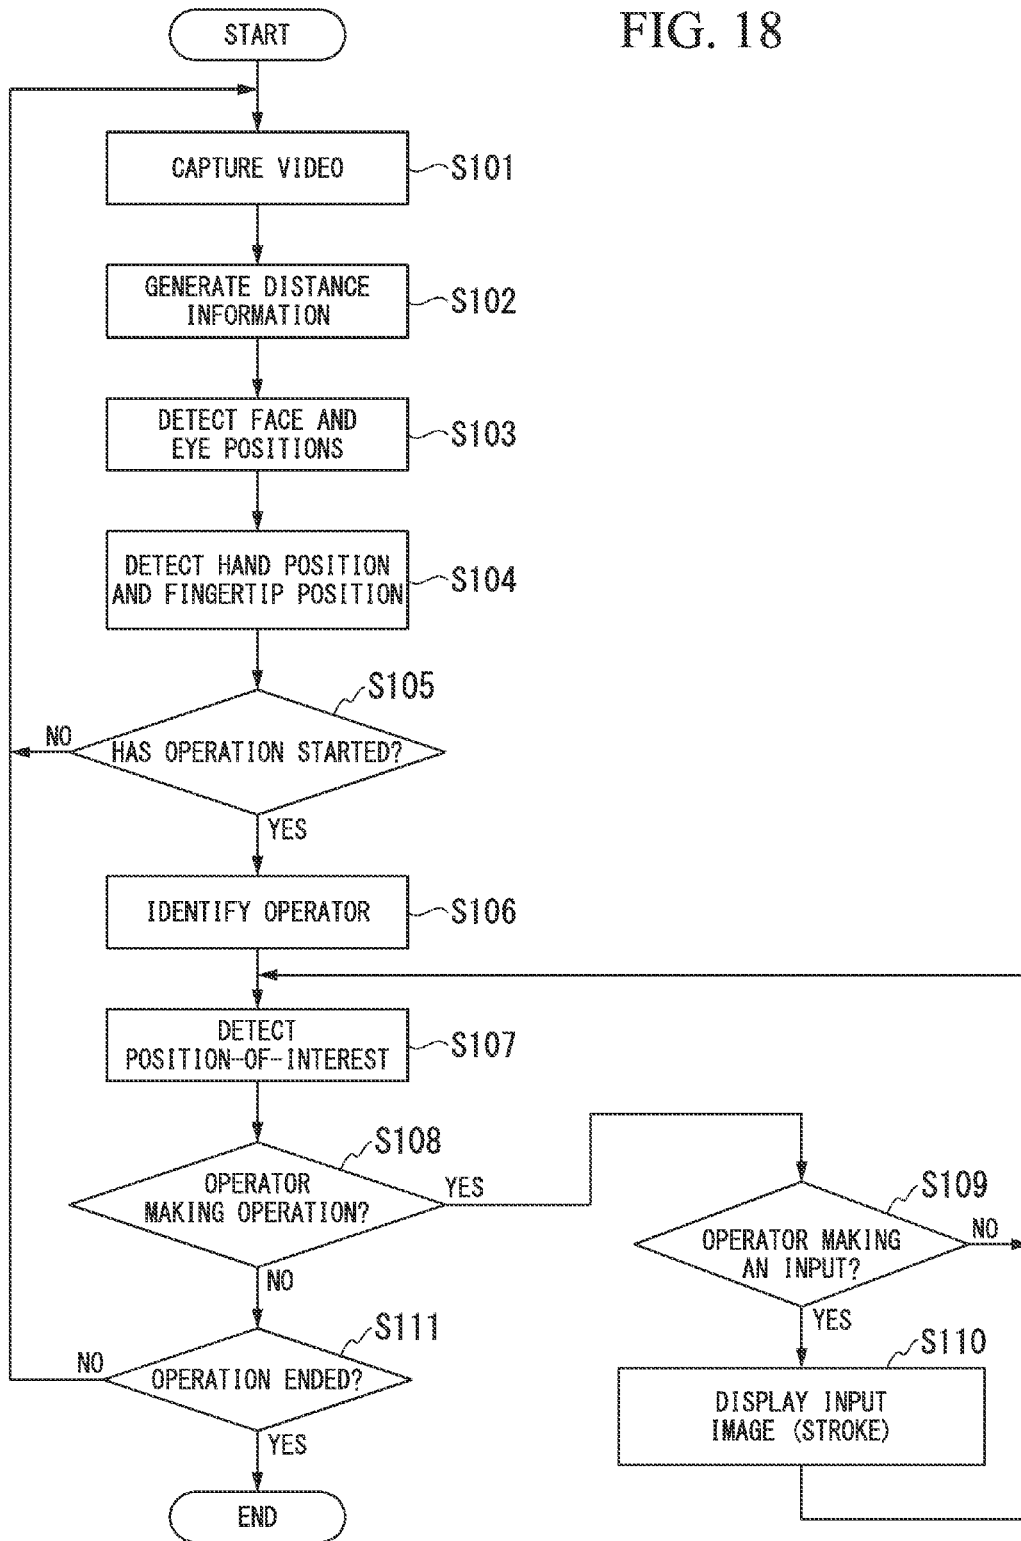 FIG. 18
START
CAPTURE VIDEO
S101
GENERATE DISTANCE
INFORMATION
S102
DETECT FACE AND
EYE POSITIONS
S103
DETECT HAND POSITION
AND FINGERTIP POSITION
S104
S105
NO
HAS OPERATION STARTED?
YES
IDENTIFY OPERATOR
S106
DETECT
POSITION-OF-INTEREST
S107
S108
OPERATOR
MAKING OPERATION?
YES
NO
S109
OPERATOR MAKING
AN INPUT?
NO
YES
S110
DISPLAY INPUT
IMAGE (STROKE)
S111
NO
OPERATION ENDED?
YES
END